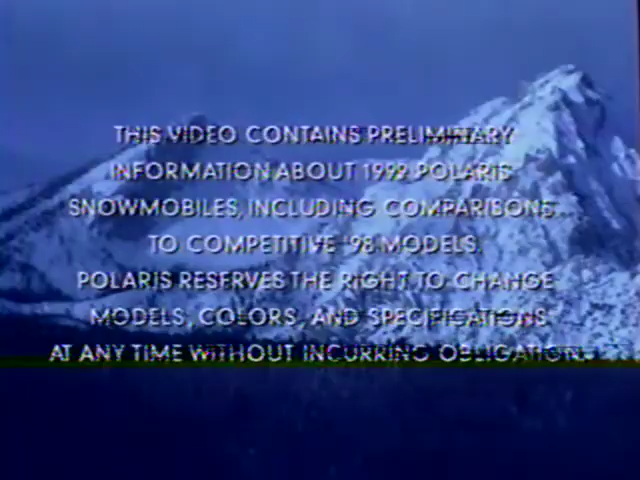 THIS VIDEO CONTAINS PRELIMINARY
INFORMATION ABOUT 1999 POLARIS
SNOWMOBILES, INCLUDING COMPARISONS
TO COMPETITIVE '98 MODELS.
POLARIS RESERVES THE RIGHT TO CHANGE
MODELS, COLORS, AND SPECIFICATIONS
AT ANY TIME WITHOUT INCURRING OBLIGATION.